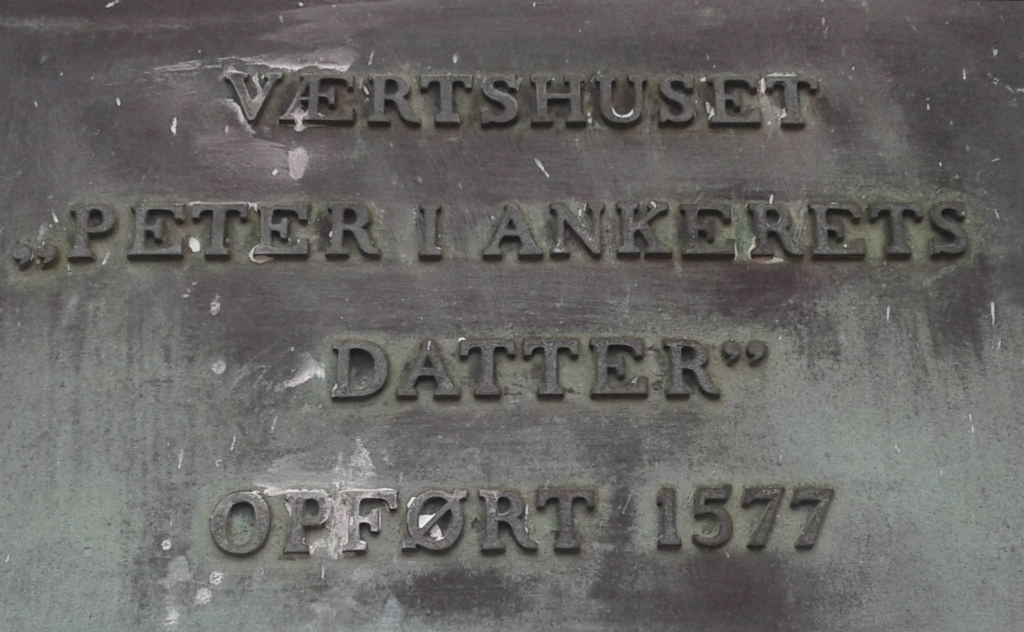 VÆRTSHUSET
„PETER I ANKERETS
DATTER”
OPFØRT 1577